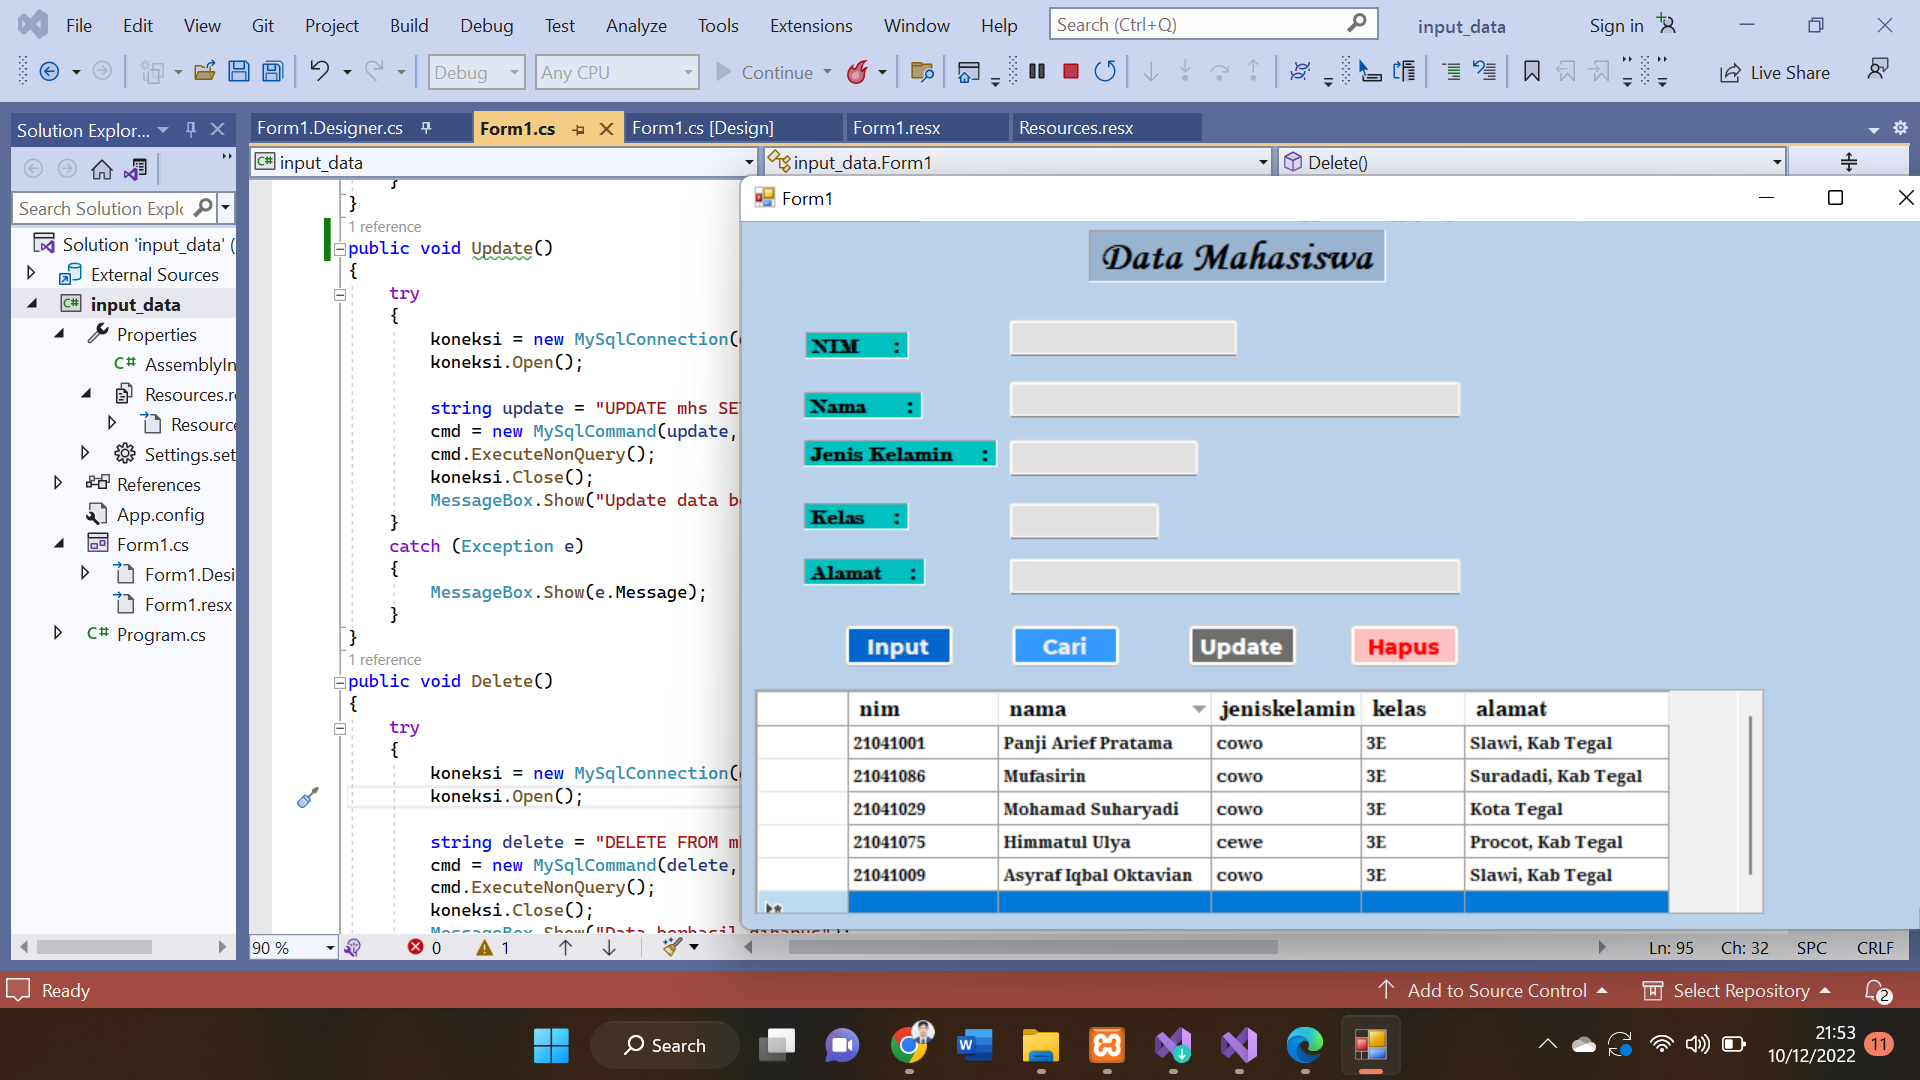 File Edit View Git Project Build Debug Test Analyze Tools Extensions Window Help Search (Ctrl+Q) input_data Sign in
Debug Any CPU Continue Live Share
Solution Explor...
Form1.Designer.cs Form1.cs Form1.cs [Design] Form1.resx Resources.resx
input_data input_data.Form1 Delete()
Search Solution Explo
Solution 'input_data' (
External Sources
input_data
Properties
AssemblyIn
Resources.re
Resource
Settings.set
References
App.config
Form1.cs
Form1.Desi
Form1.resx
Program.cs
}
}
1 reference
public void Update()
{
try
{
koneksi = new MySqlConnection(
koneksi.Open();
string update = "UPDATE mhs SE
cmd = new MySqlCommand(update,
cmd.ExecuteNonQuery();
koneksi.Close();
MessageBox.Show("Update data b
}
catch (Exception e)
{
MessageBox.Show(e.Message);
}
}
1 reference
public void Delete()
{
try
{
koneksi = new MySqlConnection(
koneksi.Open();
string delete = "DELETE FROM m
cmd = new MySqlCommand(delete,
cmd.ExecuteNonQuery();
koneksi.Close();
MessageBox.Show("Data berhasil dihapus");
Form1
Data Mahasiswa
NIM :
Nama :
Jenis Kelamin :
Kelas :
Alamat :
Input Cari Update Hapus
nim nama jeniskelamin kelas alamat
21041001 Panji Arief Pratama cowo 3E Slawi, Kab Tegal
21041086 Mufasirin cowo 3E Suradadi, Kab Tegal
21041029 Mohamad Suharyadi cowo 3E Kota Tegal
21041075 Himmatul Ulya cewe 3E Procot, Kab Tegal
21041009 Asyraf Iqbal Oktavian cowo 3E Slawi, Kab Tegal
90 % 0 1 Ln: 95 Ch: 32 SPC CRLF
Ready Add to Source Control Select Repository 2
Search
21:53
10/12/2022
11